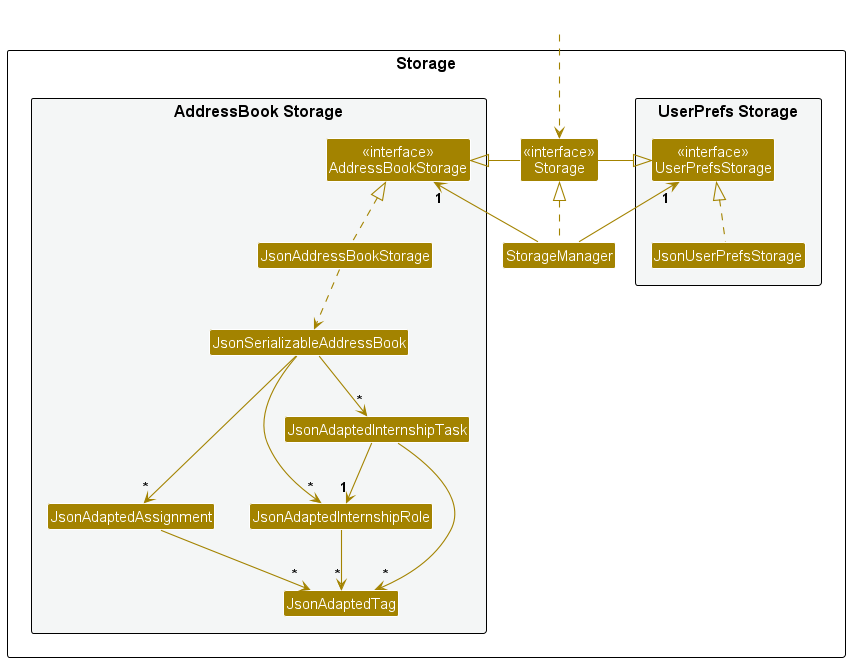 Storage
AddressBook Storage
UserPrefs Storage
«interface»
AddressBookStorage
«interface»
Storage
«interface»
UserPrefsStorage
1
1
JsonAddressBookStorage
StorageManager
JsonUserPrefsStorage
JsonSerializableAddressBook
*
JsonAdaptedInternshipTask
*
*
1
JsonAdaptedAssignment
JsonAdaptedInternshipRole
*
*
*
JsonAdaptedTag